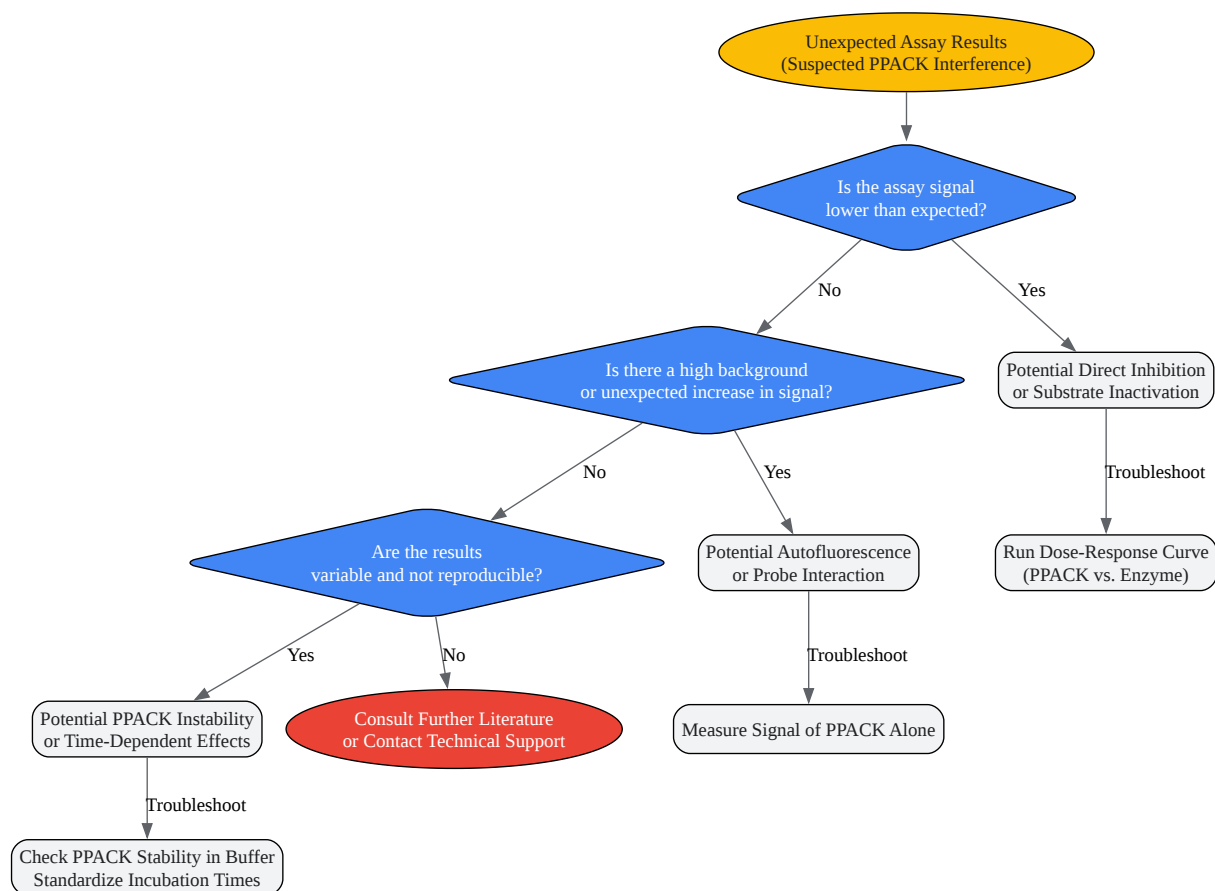 Unexpected Assay Results
(Suspected PPACK Interference)
Is the assay signal
lower than expected?
No
Yes
Is there a high background
or unexpected increase in signal?
Potential Direct Inhibition
or Substrate Inactivation
No
Yes
Troubleshoot
Are the results
variable and not reproducible?
Potential Autofluorescence
or Probe Interaction
Run Dose-Response Curve
(PPACK vs. Enzyme)
Yes
No
Troubleshoot
Potential PPACK Instability
or Time-Dependent Effects
Consult Further Literature
or Contact Technical Support
Measure Signal of PPACK Alone
Troubleshoot
Check PPACK Stability in Buffer
Standardize Incubation Times